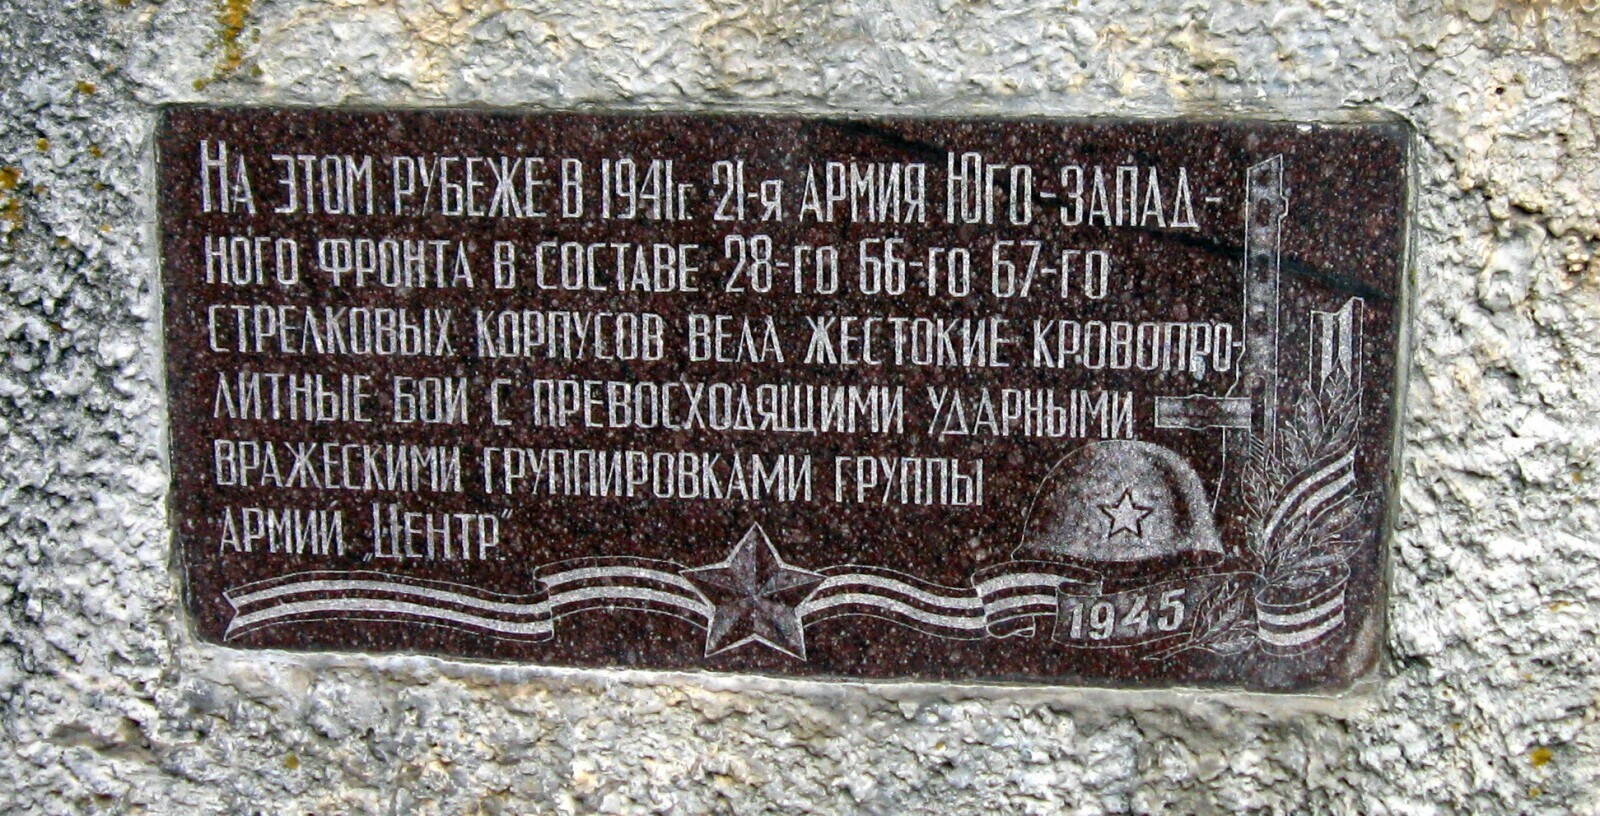 На этом рубеже в 1941г. 21-я армия Юго-Запад-
ного фронта в составе 28-го 66-го 67-го
стрелковых корпусов вела жестокие кровопро-
литные бои с превосходящими ударными
вражескими группировками группы
армий „Центр"
1945